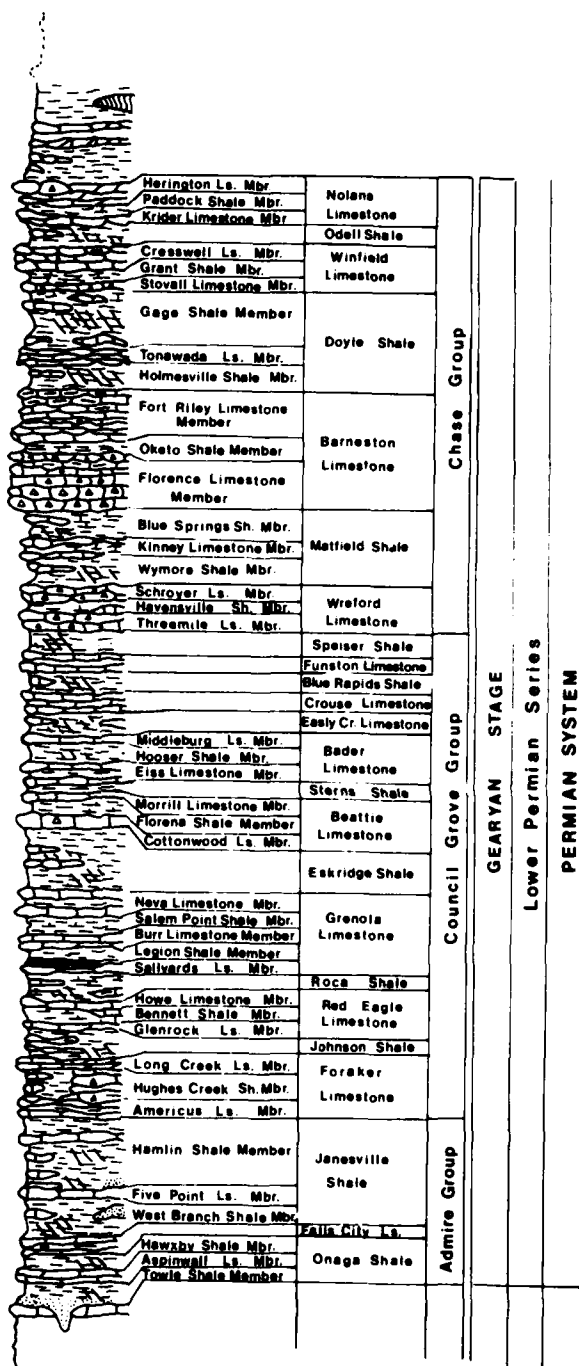 Herington Ls. Mbr.
Paddock Shale Mbr.
Krider Limestone Mbr
Nolans
Limestone
Odell Shale
Cresswell Ls. Mbr.
Grant Shale Mbr.
Stovall Limestone Mbr.
Winfield
Limestone
Gage Shale Member
Tonawada Ls. Mbr.
Holmesville Shale Mbr.
Doyle Shale
Fort Riley Limestone
Member
Oketo Shale Member
Florence Limestone
Member
Barneston
Limestone
Blue Springs Sh. Mbr.
Kinney Limestone Mbr.
Wymore Shale Mbr.
Matfield Shale
Schroyer Ls. Mbr.
Havensville Sh. Mbr.
Threemile Ls. Mbr.
Wreford
Limestone
Chase Group
Speiser Shale
Funston Limestone
Blue Rapids Shale
Crouse Limestone
Easly Cr. Limestone
Middleburg Ls. Mbr.
Hooser Shale Mbr.
Eiss Limestone Mbr.
Bader
Limestone
Sterns Shale
Morrill Limestone Mbr.
Florena Shale Member
Cottonwood Ls. Mbr.
Beattie
Limestone
Eskridge Shale
Neva Limestone Mbr.
Salem Point Shale Mbr.
Burr Limestone Member
Legion Shale Member
Sallyards Ls. Mbr.
Grenola
Limestone
Roca Shale
Howe Limestone Mbr.
Bennett Shale Mbr.
Glenrock Ls. Mbr.
Red Eagle
Limestone
Johnson Shale
Long Creek Ls. Mbr.
Hughes Creek Sh. Mbr.
Americus Ls. Mbr.
Foraker
Limestone
Council Grove Group
Hamlin Shale Member
Five Point Ls. Mbr.
West Branch Shale Mbr.
Janesville
Shale
Falls City Ls.
Hawxby Shale Mbr.
Aspinwall Ls. Mbr.
Towle Shale Member
Onaga Shale
Admire Group
GEARYAN STAGE
Lower Permian Series
PERMIAN SYSTEM